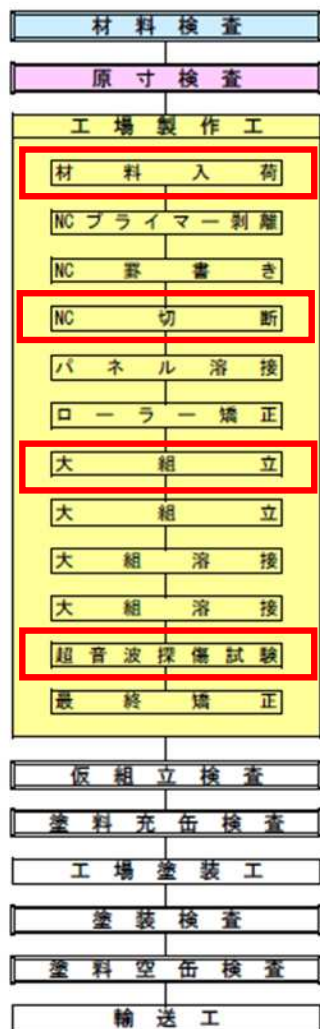 材料検査
原寸検査
工場製作工
材料入荷
NCプライマー剥離
NC罫書き
NC切断
パネル溶接
ローラー矯正
大組立
大組立
大組溶接
大組溶接
超音波探傷試験
最終矯正
仮組立検査
塗料充缶検査
工場塗装工
塗装検査
塗料空缶検査
輸送工